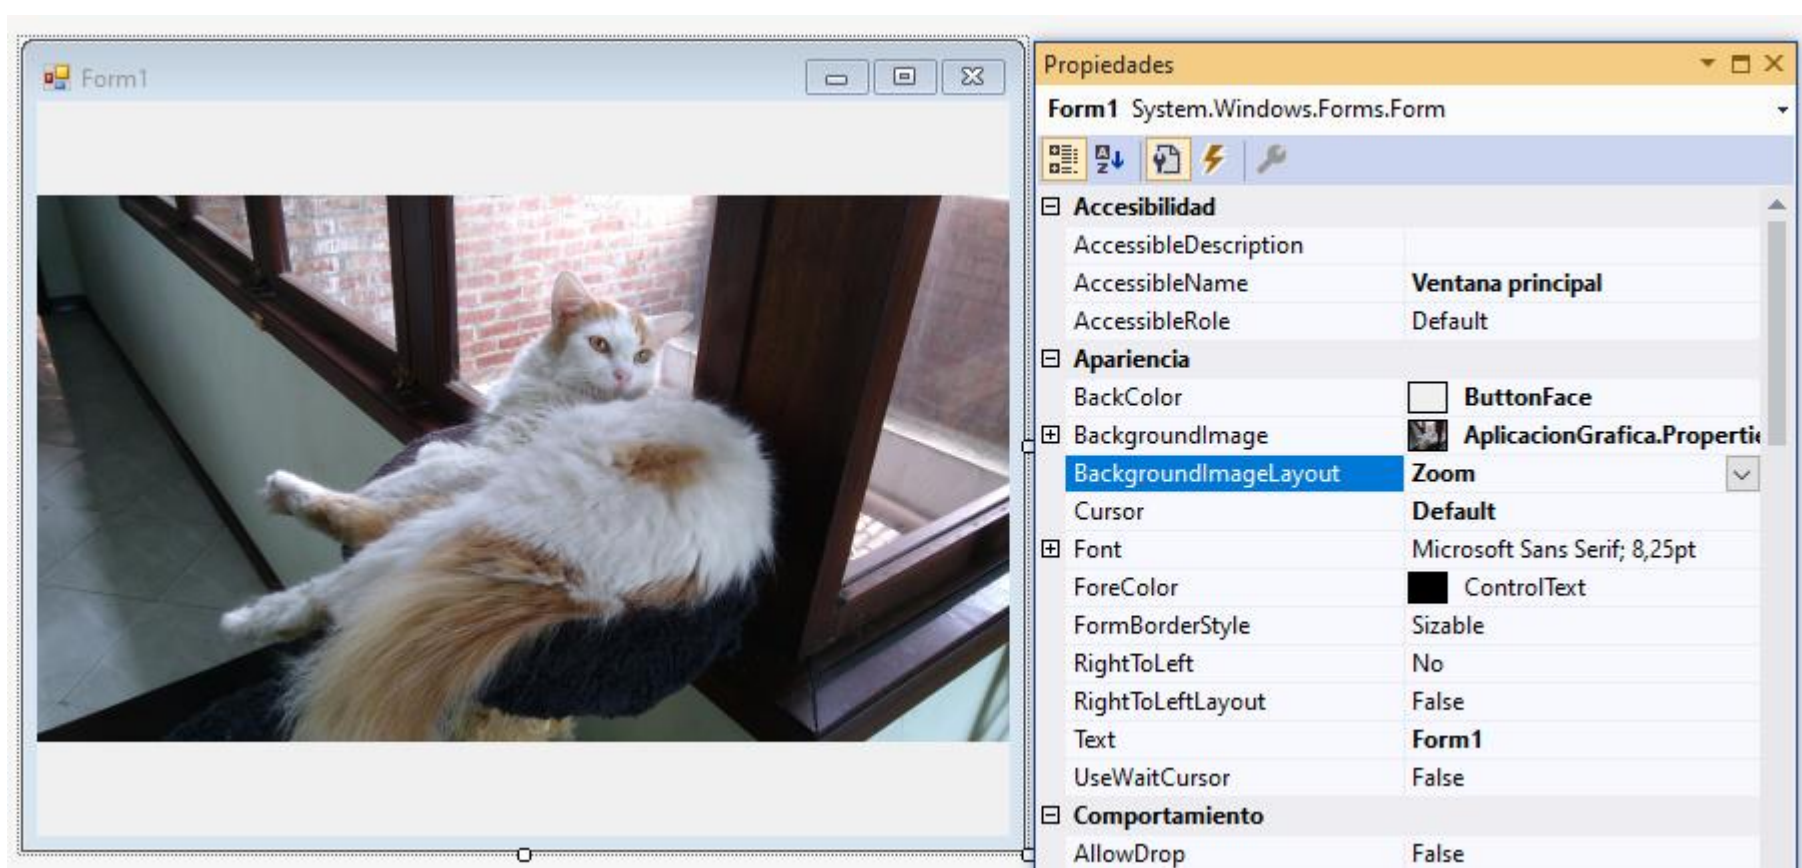 Form1
Propiedades
Form1 System.Windows.Forms.Form
Accesibilidad
AccessibleDescription
AccessibleName Ventana principal
AccessibleRole Default
Apariencia
BackColor ButtonFace
BackgroundImage AplicacionGrafica.Propertie
BackgroundImageLayout Zoom
Cursor Default
Font Microsoft Sans Serif; 8,25pt
ForeColor ControlText
FormBorderStyle Sizable
RightToLeft No
RightToLeftLayout False
Text Form1
UseWaitCursor False
Comportamiento
AllowDrop False